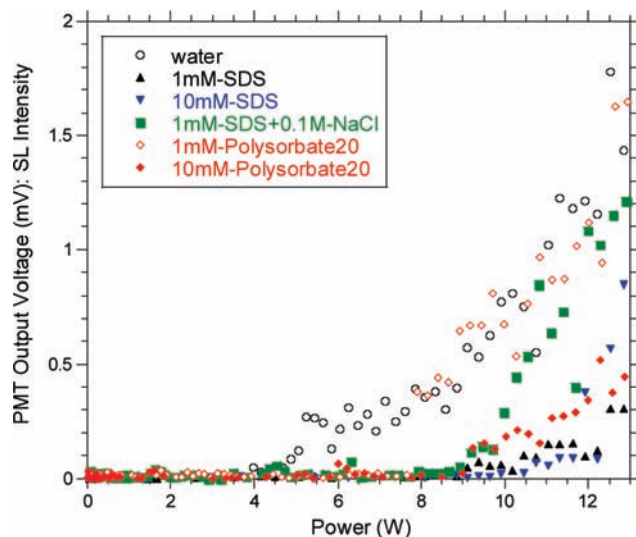 PMT Output Voltage (mV): SL Intensity
2
1.5
1
0.5
0
water
1mM-SDS
10mM-SDS
1mM-SDS+0.1M-NaCl
1mM-Polysorbate20
10mM-Polysorbate20
0 2 4 6 8 10 12
Power (W)